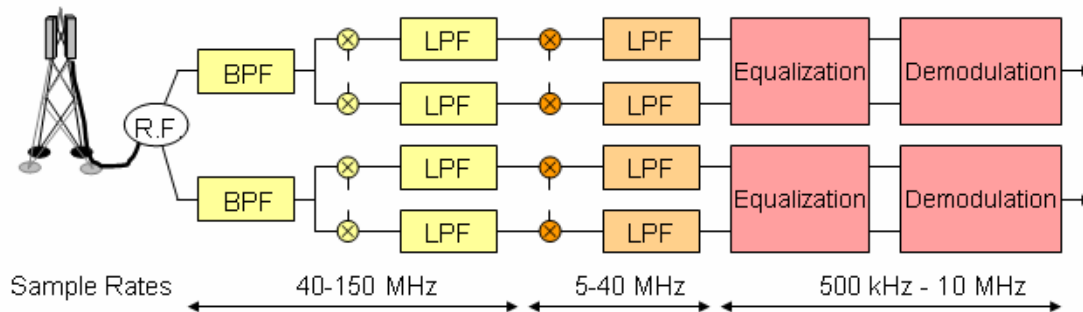 LPF LPF
BPF Equalization Demodulation
LPF LPF
R.F
LPF LPF
BPF Equalization Demodulation
LPF LPF
Sample Rates 40-150 MHz 5-40 MHz 500 kHz - 10 MHz